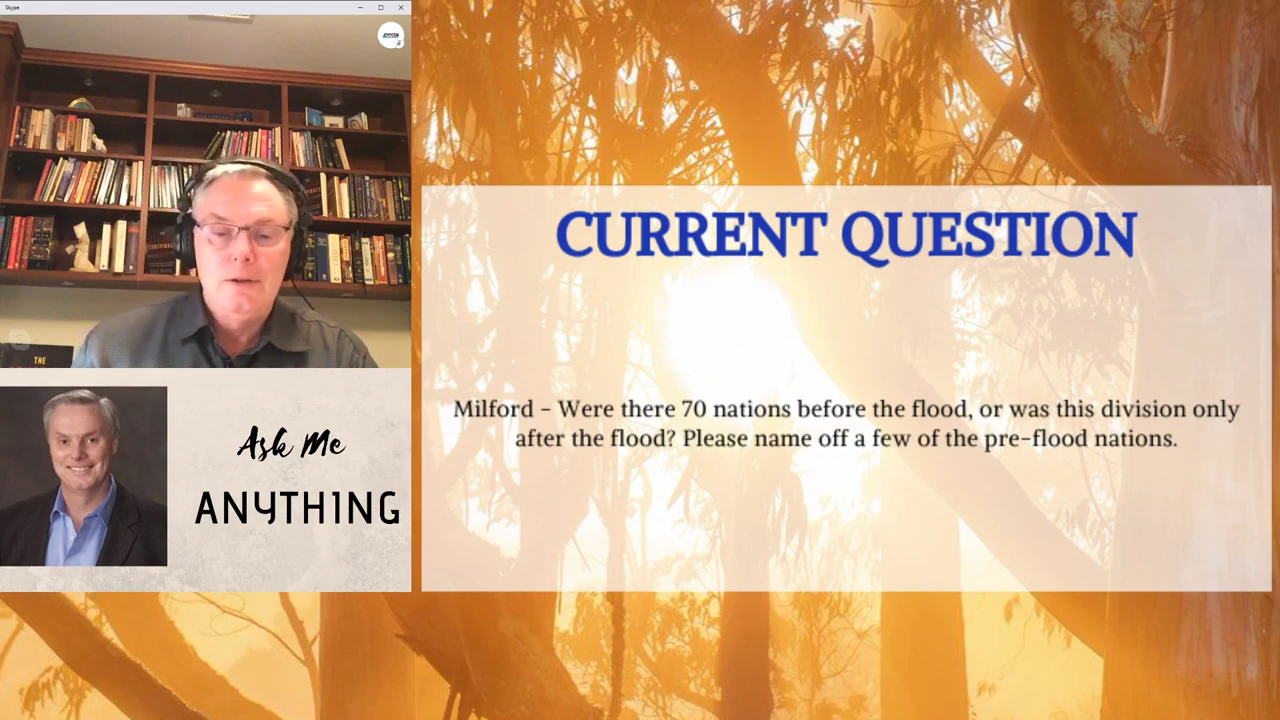 Skype
THE
Ask Me
ANYTHING
CURRENT QUESTION
Milford - Were there 70 nations before the flood, or was this division only
after the flood? Please name off a few of the pre-flood nations.